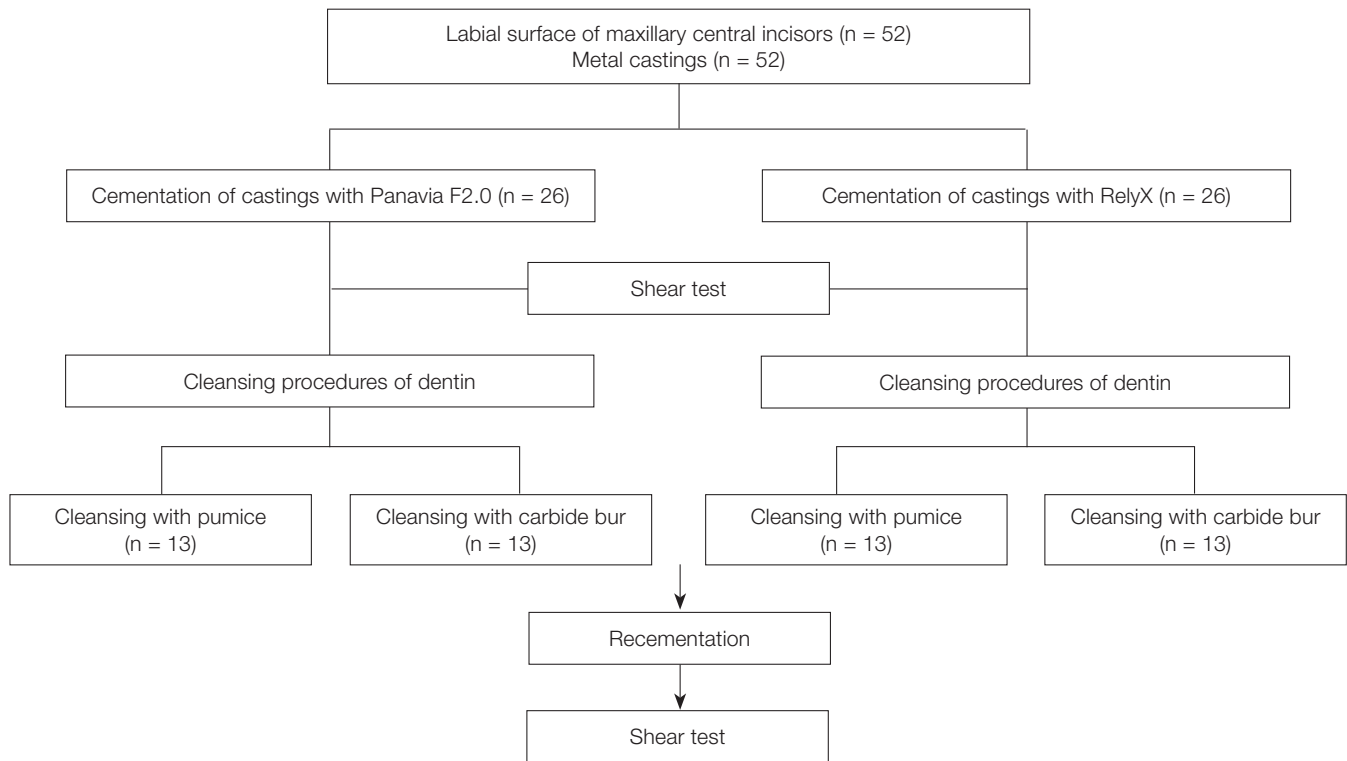 Labial surface of maxillary central incisors (n = 52)
Metal castings (n = 52)
Cementation of castings with Panavia F2.0 (n = 26)
Cementation of castings with RelyX (n = 26)
Shear test
Cleansing procedures of dentin
Cleansing procedures of dentin
Cleansing with pumice
(n = 13)
Cleansing with carbide bur
(n = 13)
Cleansing with pumice
(n = 13)
Cleansing with carbide bur
(n = 13)
Recementation
Shear test